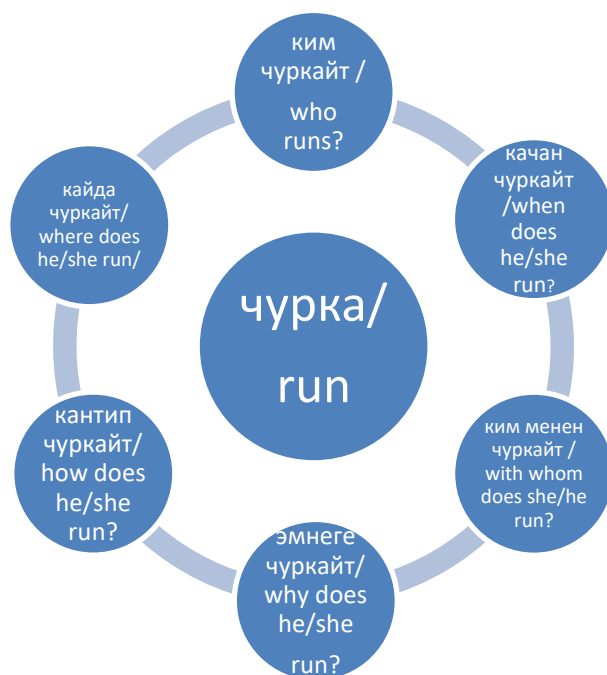 ким
чуркайт /
who
runs?
качан
чуркайт
/when
does
he/she
run?
ким менен
чуркайт /
with whom
does she/he
run?
эмнеге
чуркайт/
why does
he/she
run?
кантип
чуркайт/
how does
he/she
run?
кайда
чуркайт/
where does
he/she run/
чурка/
run